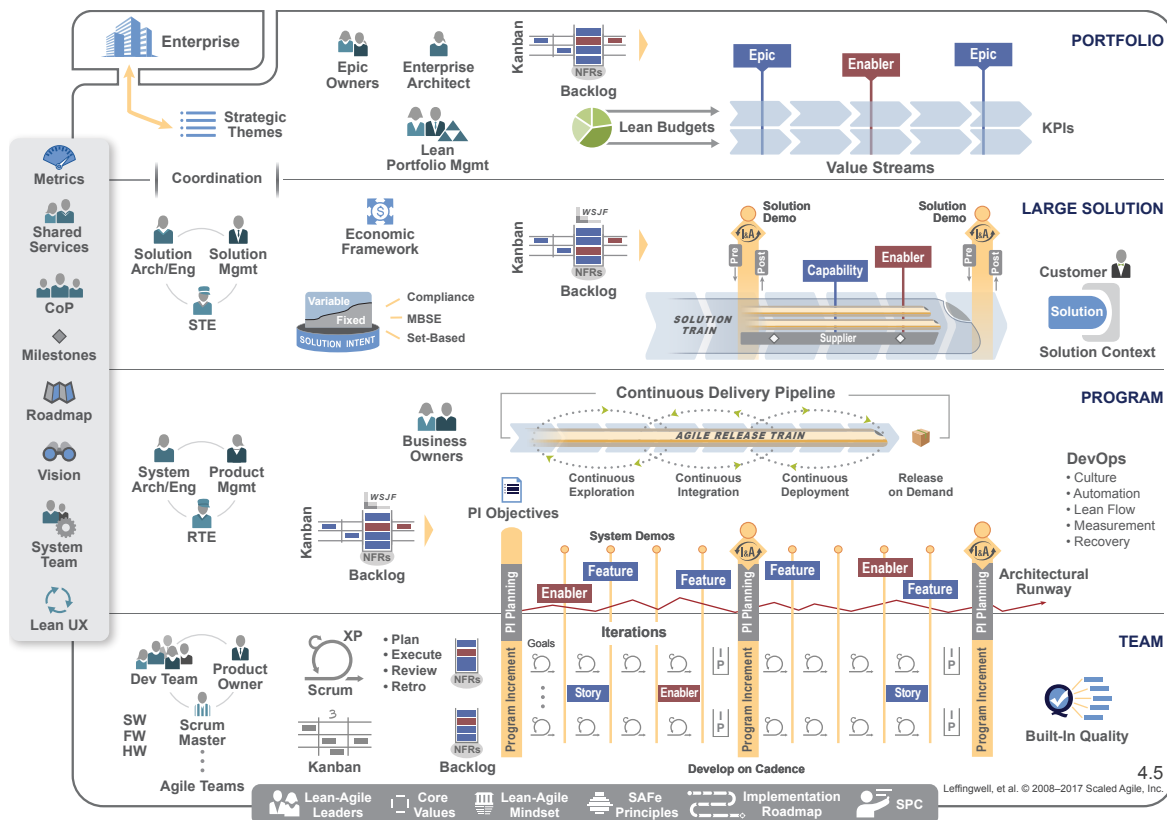 Enterprise
Strategic
Themes
Epic
Owners
Enterprise
Architect
Lean
Portfolio Mgmt
Kanban
NFRs
Backlog
Lean Budgets
Epic
Enabler
Epic
Value Streams
KPIs
PORTFOLIO
Metrics
Shared
Services
CoP
Milestones
Roadmap
Vision
System
Team
Lean UX
Coordination
Solution
Arch/Eng
Solution
Mgmt
STE
Economic
Framework
Variable
Fixed
SOLUTION INTENT
Compliance
MBSE
Set-Based
Kanban
WSJF
NFRs
Backlog
Solution
Demo
I&A
Pre
Post
Capability
Enabler
Solution
Demo
I&A
Pre
Post
SOLUTION
TRAIN
Supplier
LARGE SOLUTION
Customer
Solution
Solution Context
System
Arch/Eng
Product
Mgmt
RTE
Business
Owners
Kanban
WSJF
NFRs
Backlog
Continuous Delivery Pipeline
AGILE RELEASE TRAIN
Continuous
Exploration
Continuous
Integration
Continuous
Deployment
Release
on Demand
PROGRAM
DevOps
• Culture
• Automation
• Lean Flow
• Measurement
• Recovery
PI Objectives
System Demos
I&A
I&A
Enabler
Feature
Feature
Feature
Enabler
Feature
Architectural
Runway
PI Planning
PI Planning
PI Planning
Dev Team
Product
Owner
Scrum
Master
SW
FW
HW
Agile Teams
XP
Scrum
• Plan
• Execute
• Review
• Retro
3
Kanban
NFRs
NFRs
Backlog
Program Increment
Goals
Iterations
Story
Enabler
I
P
I
P
Program Increment
Story
I
P
I
P
Program Increment
Develop on Cadence
TEAM
Q
Built-In Quality
4.5
Leffingwell, et al. © 2008–2017 Scaled Agile, Inc.
Lean-Agile
Leaders
Core
Values
Lean-Agile
Mindset
SAFe
Principles
Implementation
Roadmap
SPC